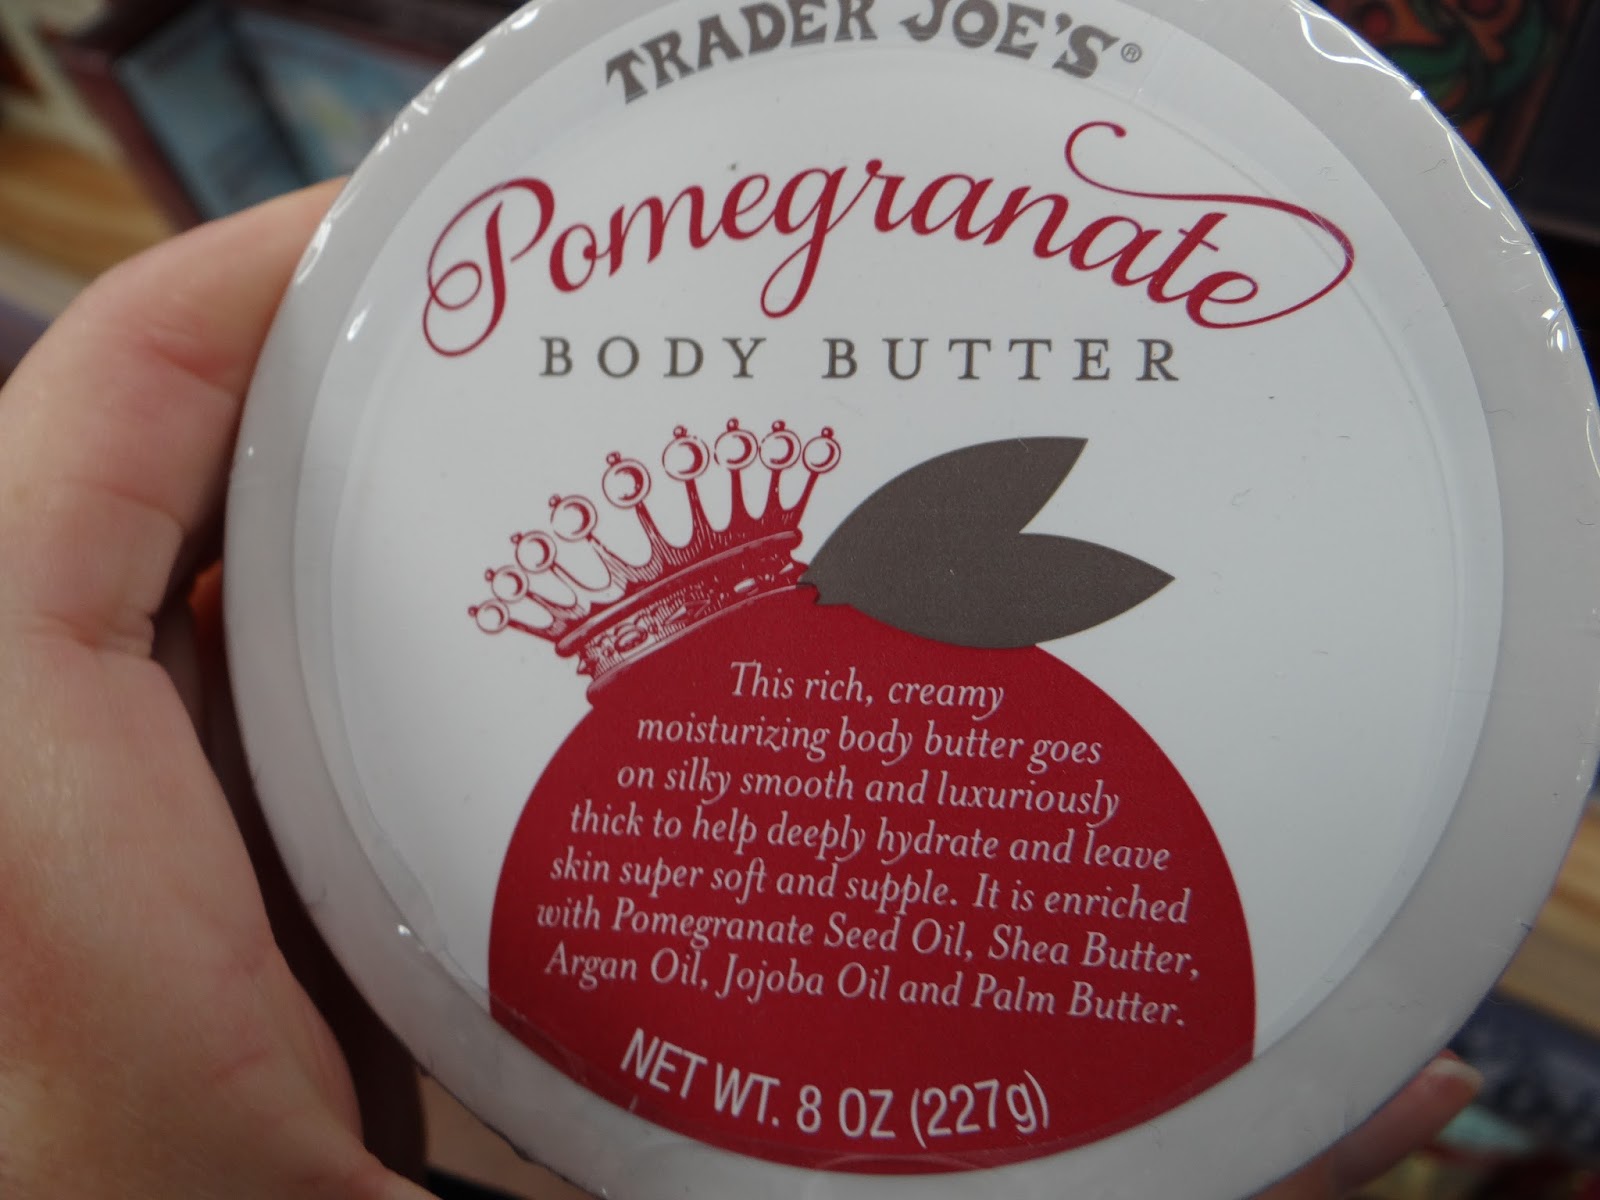 TRADER JOE'S®
Pomegranate
BODY BUTTER
This rich, creamy
moisturizing body butter goes
on silky smooth and luxuriously
thick to help deeply hydrate and leave
skin super soft and supple. It is enriched
with Pomegranate Seed Oil, Shea Butter,
Argan Oil, Jojoba Oil and Palm Butter.
NET WT. 8 OZ (227g)